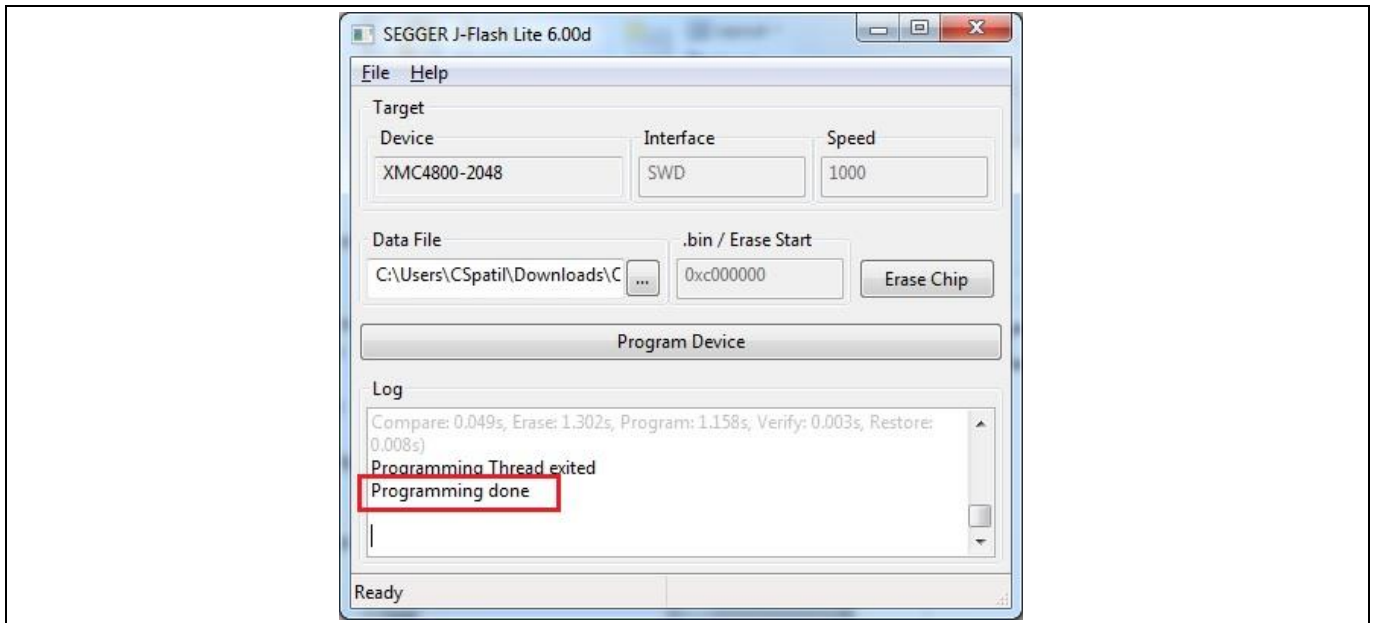 SEGGER J-Flash Lite 6.00d
File Help
Target
Device Interface Speed
XMC4800-2048 SWD 1000
Data File .bin / Erase Start
C:\Users\CSpatil\Downloads\C ... 0xc000000 Erase Chip
Program Device
Log
Compare: 0.049s, Erase: 1.302s, Program: 1.158s, Verify: 0.003s, Restore:
0.008s)
Programming Thread exited
Programming done
Ready